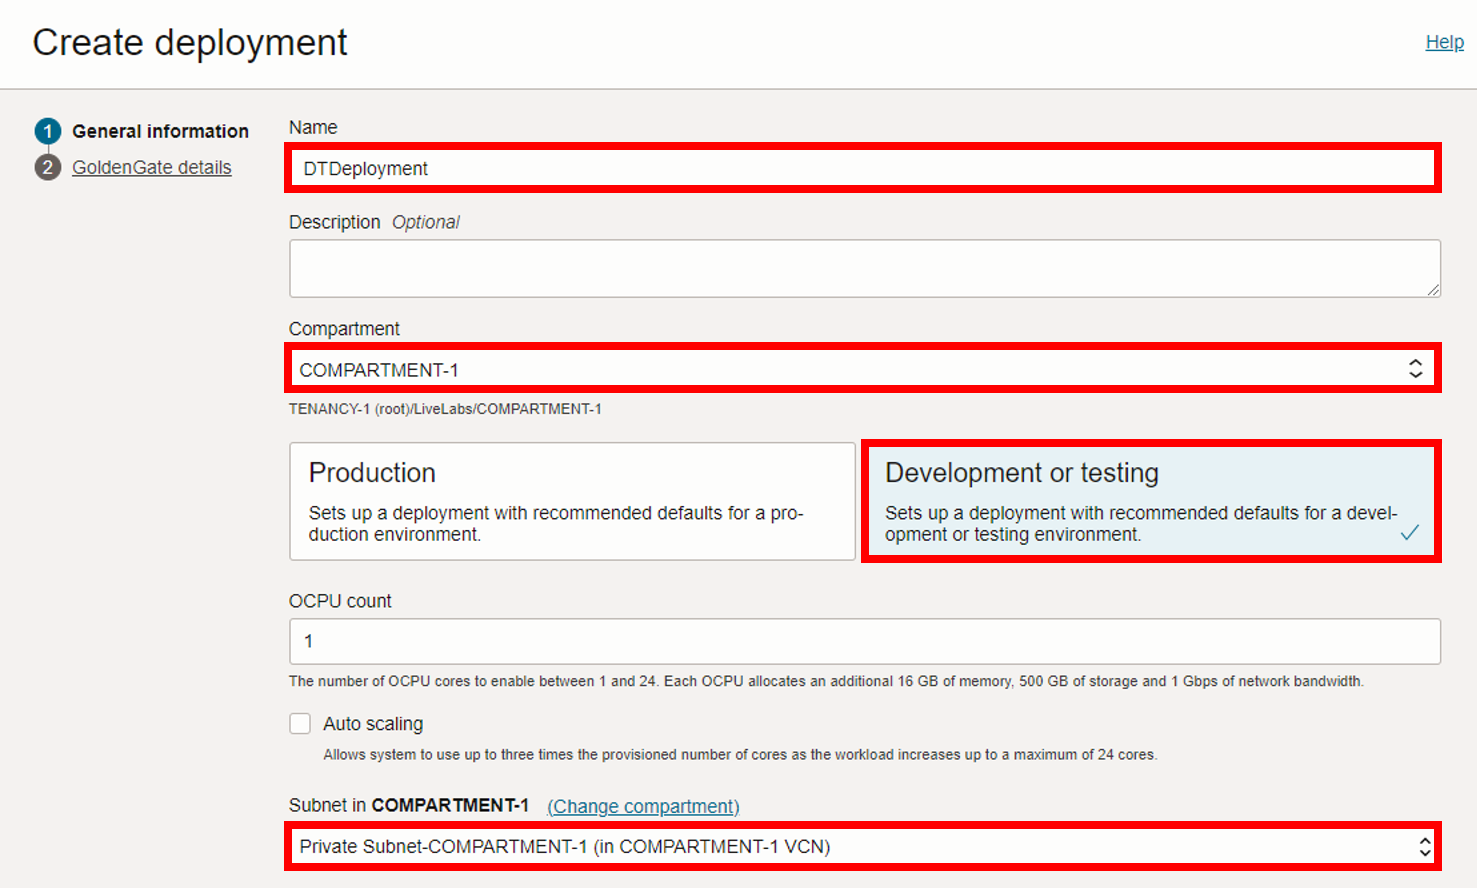 Create deployment
Help
1 General information
2 GoldenGate details
Name
DTDeployment
Description Optional
Compartment
COMPARTMENT-1
TENANCY-1 (root)/LiveLabs/COMPARTMENT-1
Production
Sets up a deployment with recommended defaults for a pro-
duction environment.
Development or testing
Sets up a deployment with recommended defaults for a devel-
opment or testing environment.
OCPU count
1
The number of OCPU cores to enable between 1 and 24. Each OCPU allocates an additional 16 GB of memory, 500 GB of storage and 1 Gbps of network bandwidth.
Auto scaling
Allows system to use up to three times the provisioned number of cores as the workload increases up to a maximum of 24 cores.
Subnet in COMPARTMENT-1 (Change compartment)
Private Subnet-COMPARTMENT-1 (in COMPARTMENT-1 VCN)